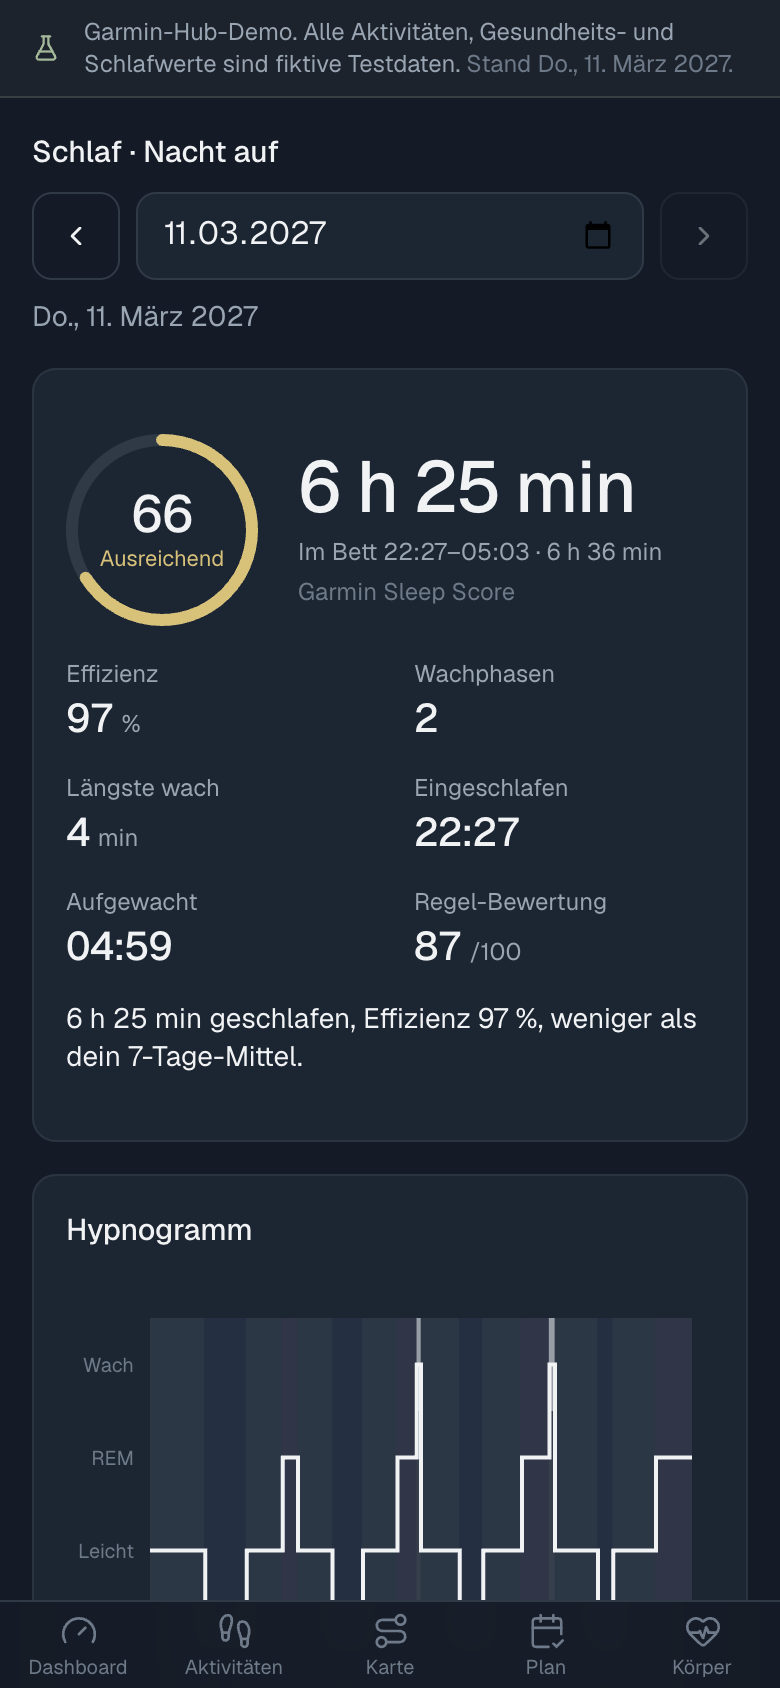 Garmin-Hub-Demo. Alle Aktivitäten, Gesundheits- und
Schlafwerte sind fiktive Testdaten. Stand Do., 11. März 2027.
Schlaf · Nacht auf
11.03.2027
Do., 11. März 2027
66
Ausreichend
6 h 25 min
Im Bett 22:27–05:03 · 6 h 36 min
Garmin Sleep Score
Effizienz
97 %
Wachphasen
2
Längste wach
4 min
Eingeschlafen
22:27
Aufgewacht
04:59
Regel-Bewertung
87 /100
6 h 25 min geschlafen, Effizienz 97 %, weniger als
dein 7-Tage-Mittel.
Hypnogramm
Wach
REM
Leicht
Dashboard
Aktivitäten
Karte
Plan
Körper